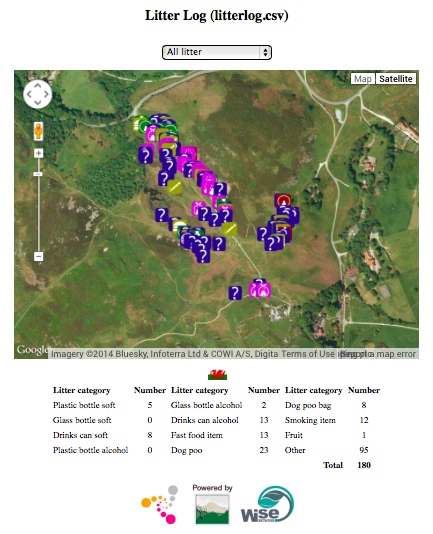 Litter Log (litterlog.csv)
All litter
Map Satellite
Google Imagery ©2014 Bluesky, Infoterra Ltd & COWI A/S, Digita Terms of Use a map error
Litter category Number Litter category Number Litter category Number
Plastic bottle soft 5 Glass bottle alcohol 2 Dog poo bag 8
Glass bottle soft 0 Drinks can alcohol 13 Smoking item 12
Drinks can soft 8 Fast food item 13 Fruit 1
Plastic bottle alcohol 0 Dog poo 23 Other 95
Total 180
Powered by
Wise
NETWORK